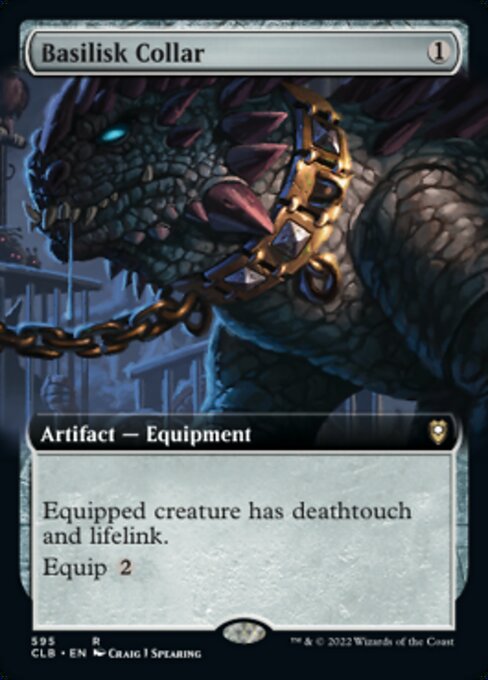 Basilisk Collar 1
Artifact — Equipment
Equipped creature has deathtouch
and lifelink.
Equip 2
595 R
CLB • EN Craig J Spearing
™ & © 2022 Wizards of the Coast